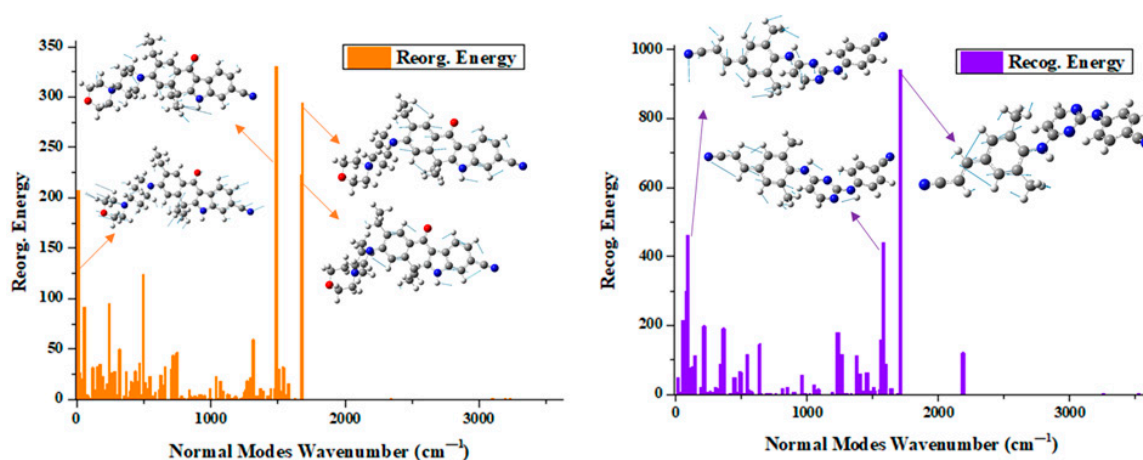 350
300
250
200
150
100
50
0
Reorg. Energy
Reorg. Energy
0 1000 2000 3000
Normal Modes Wavenumber (cm⁻¹)
1000
800
600
400
200
0
Recog. Energy
Recog. Energy
0 1000 2000 3000
Normal Modes Wavenumber (cm⁻¹)